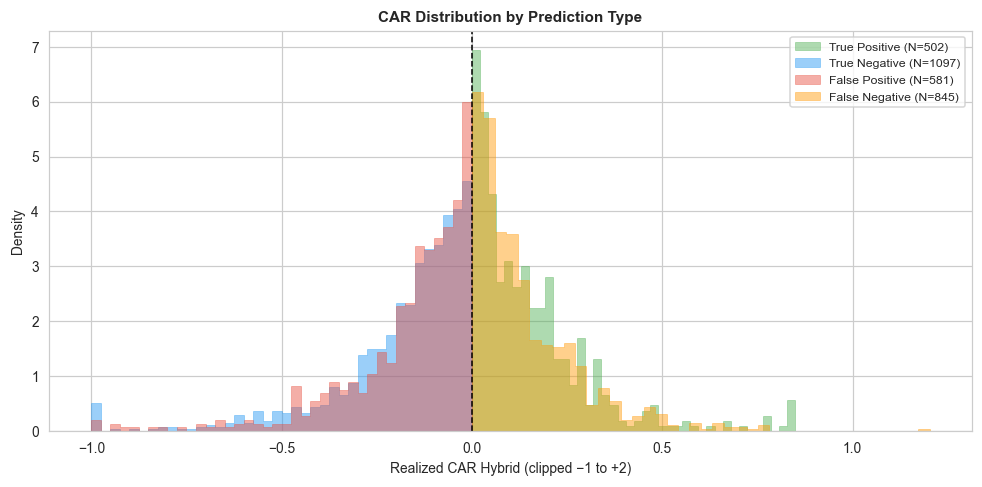 CAR Distribution by Prediction Type
True Positive (N=502)
True Negative (N=1097)
False Positive (N=581)
False Negative (N=845)
7
6
5
4
3
2
1
0
Density
−1.0
−0.5
0.0
0.5
1.0
Realized CAR Hybrid (clipped −1 to +2)